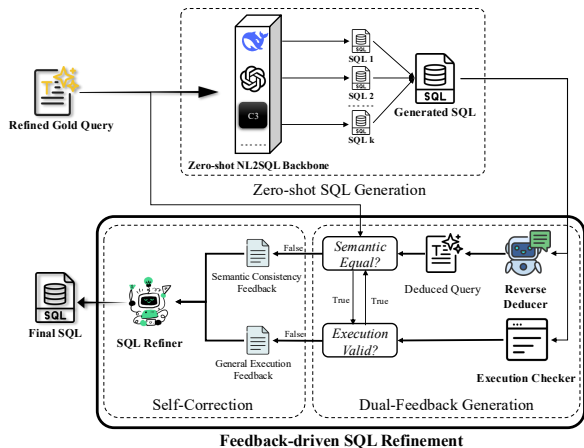 Refined Gold Query
T
C3
......
Zero-shot NL2SQL Backbone
SQL 1
SQL 2
......
SQL k
SQL
Generated SQL
Zero-shot SQL Generation
Semantic
Equal?
False
Semantic Consistency
Feedback
T
Deduced Query
Reverse
Deducer
True
True
SQL
Final SQL
SQL Refiner
False
General Execution
Feedback
Execution
Valid?
Execution Checker
Self-Correction
Dual-Feedback Generation
Feedback-driven SQL Refinement